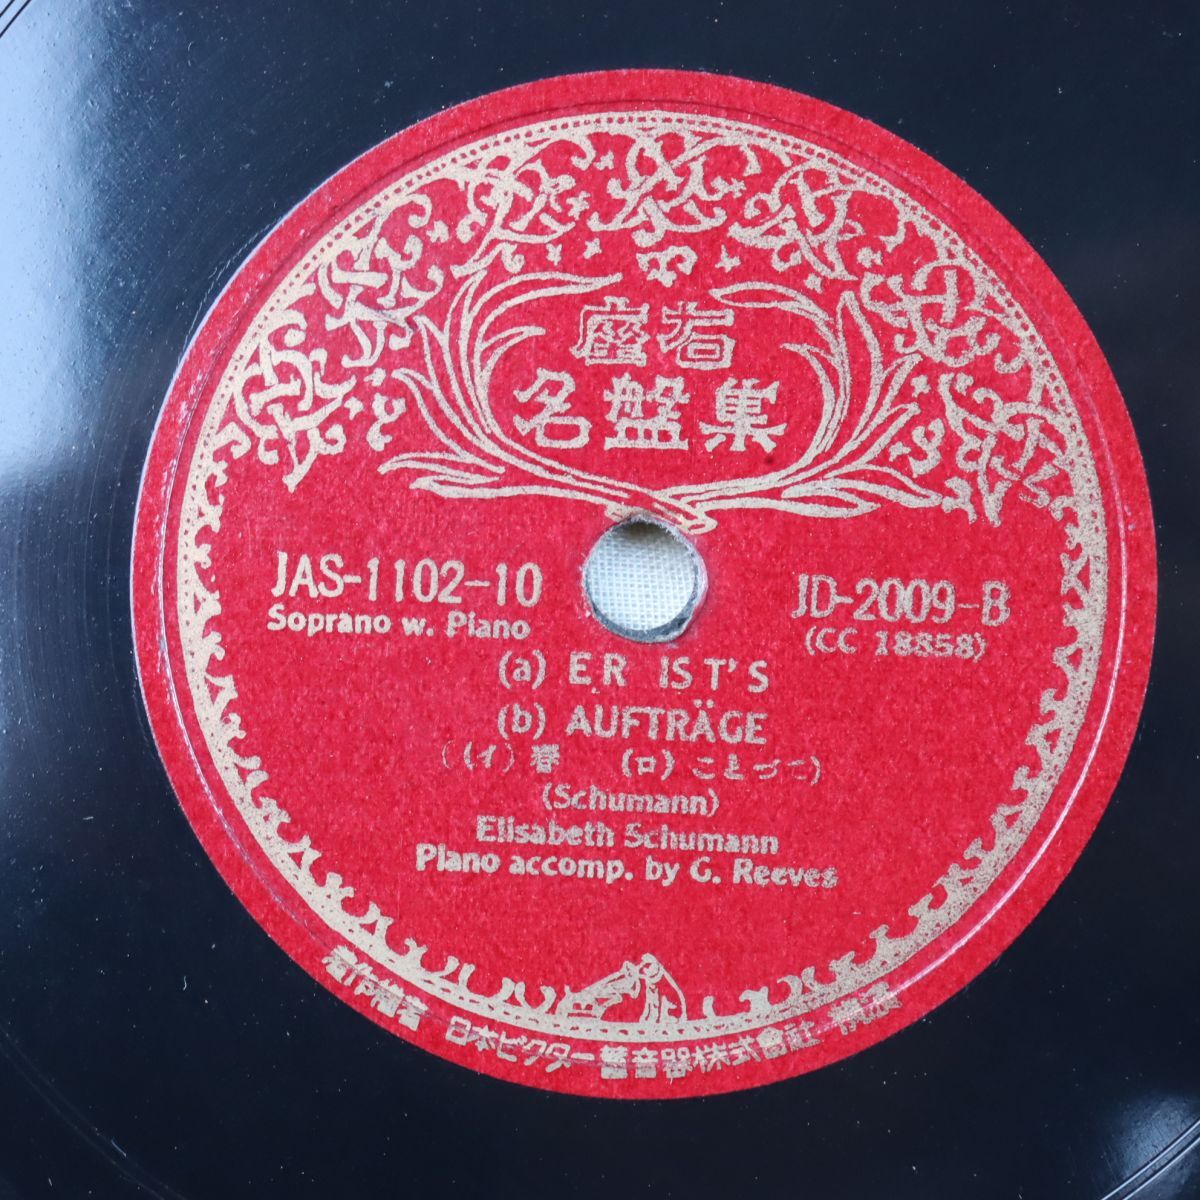 座右
名盤集
JAS-1102-10
Soprano w. Piano
JD-2009-B
(CC 18858)
(a) ER IST'S
(b) AUFTRÄGE
((イ) 春 (ロ) ことづて)
(Schumann)
Elisabeth Schumann
Piano accomp. by G. Reeves
日本ビクター蓄音器株式會社